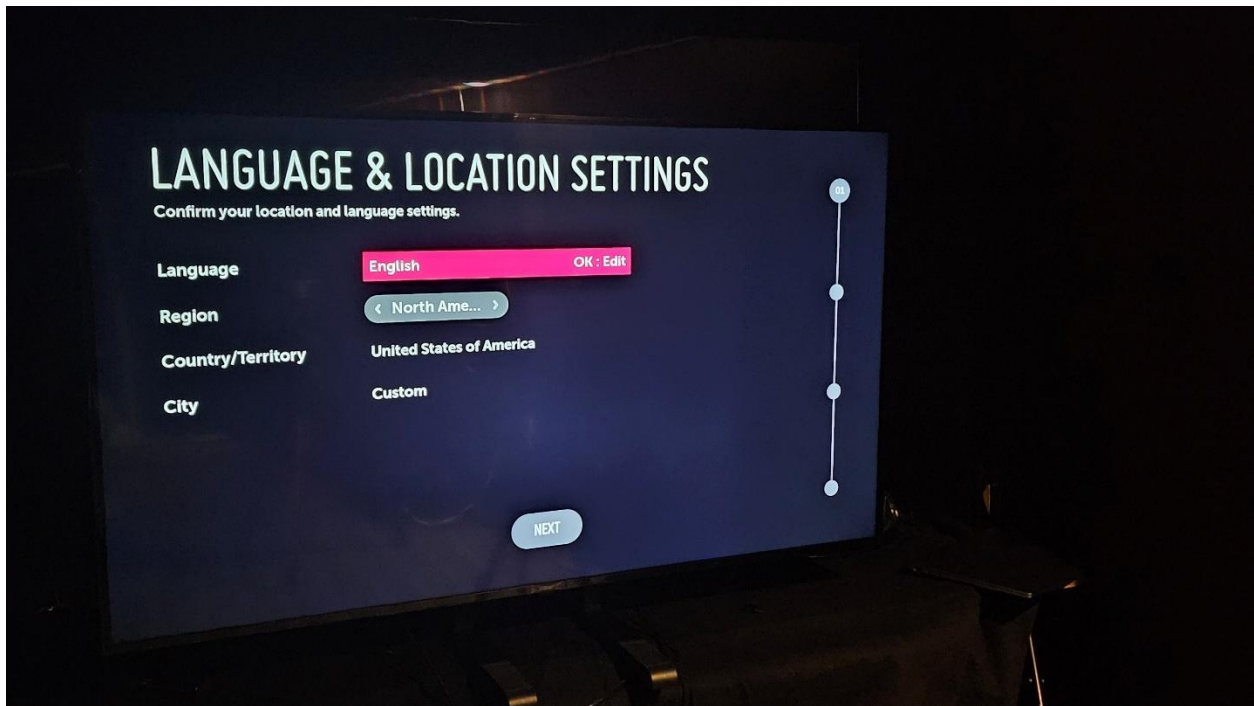 LANGUAGE & LOCATION SETTINGS
Confirm your location and language settings.
Language English OK : Edit
Region < North Ame... >
Country/Territory United States of America
City Custom
NEXT
01